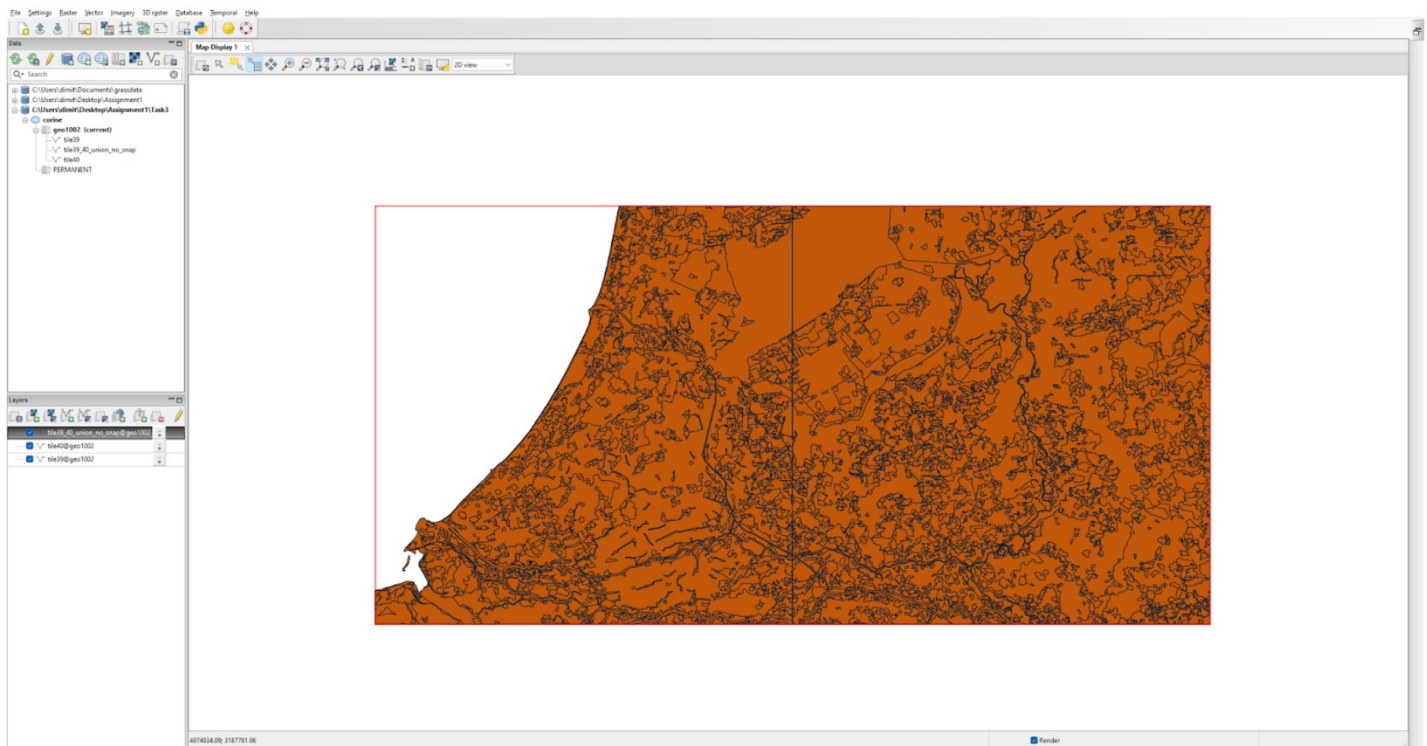 File Settings Raster Vector Imagery 3D raster Database Temporal Help
Data
Map Display 1
2D view
Search
C:\Users\dimit\Documents\grassdata
C:\Users\dimit\Desktop\Assignment1
C:\Users\dimit\Desktop\Assignment1\Task3
corine
geo1002 (current)
tile39
tile39_40_union_no_snap
tile40
PERMANENT
Layers
tile39_40_union_no_snap@geo1002
tile40@geo1002
tile39@geo1002
4074034.09; 3187781.96
Render